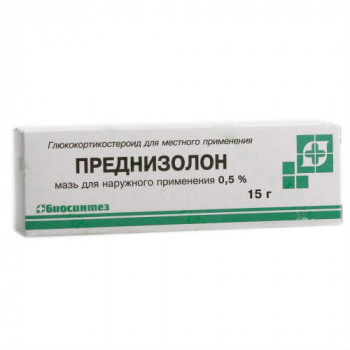 Глюкокортикостероид для местного применения
ПРЕДНИЗОЛОН
мазь для наружного применения 0,5 %
15 г
биосинтез